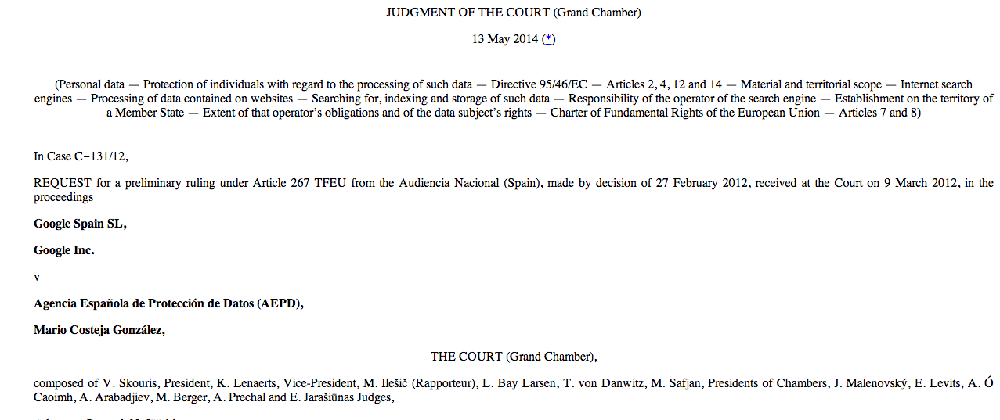 JUDGMENT OF THE COURT (Grand Chamber)
13 May 2014 (*)
(Personal data — Protection of individuals with regard to the processing of such data — Directive 95/46/EC — Articles 2, 4, 12 and 14 — Material and territorial scope — Internet search
engines — Processing of data contained on websites — Searching for, indexing and storage of such data — Responsibility of the operator of the search engine — Establishment on the territory of
a Member State — Extent of that operator’s obligations and of the data subject’s rights — Charter of Fundamental Rights of the European Union — Articles 7 and 8)
In Case C‑131/12,
REQUEST for a preliminary ruling under Article 267 TFEU from the Audiencia Nacional (Spain), made by decision of 27 February 2012, received at the Court on 9 March 2012, in the
proceedings
Google Spain SL,
Google Inc.
v
Agencia Española de Protección de Datos (AEPD),
Mario Costeja González,
THE COURT (Grand Chamber),
composed of V. Skouris, President, K. Lenaerts, Vice-President, M. Ilešič (Rapporteur), L. Bay Larsen, T. von Danwitz, M. Safjan, Presidents of Chambers, J. Malenovský, E. Levits, A. Ó
Caoimh, A. Arabadjiev, M. Berger, A. Prechal and E. Jarašiūnas Judges,